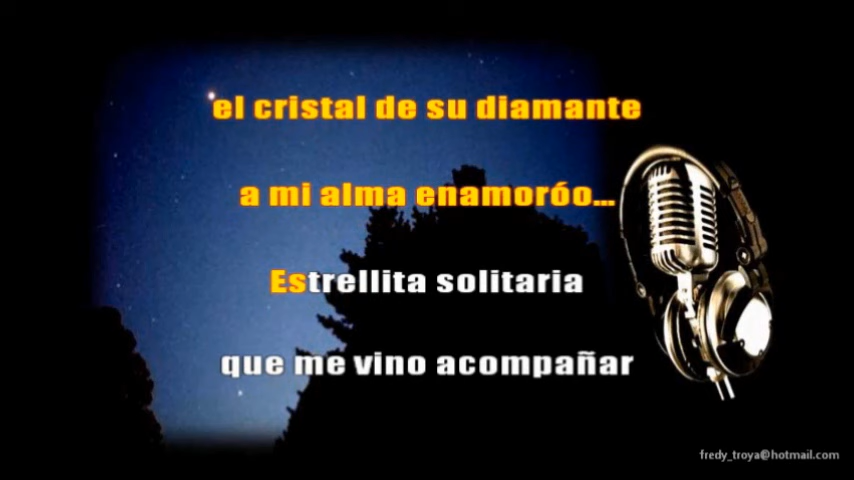 el cristal de su diamante
a mi alma enamoróo...
Estrellita solitaria
que me vino acompañar
fredy_troya@hotmail.com